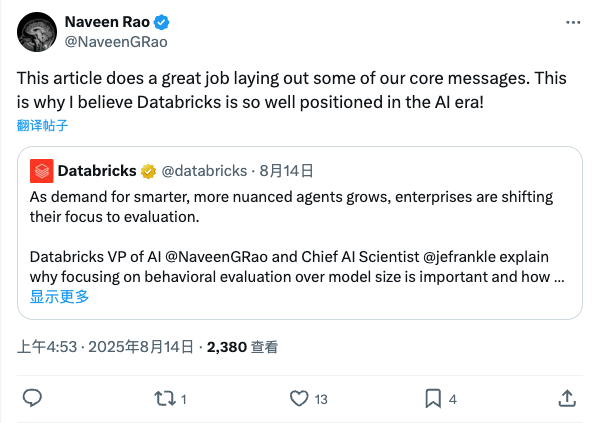 Naveen Rao
@NaveenGRao
This article does a great job laying out some of our core messages. This
is why I believe Databricks is so well positioned in the AI era!
翻译帖子
Databricks @databricks · 8月14日
As demand for smarter, more nuanced agents grows, enterprises are shifting
their focus to evaluation.
Databricks VP of AI @NaveenGRao and Chief AI Scientist @jefrankle explain
why focusing on behavioral evaluation over model size is important and how ...
显示更多
上午4:53 · 2025年8月14日 · 2,380 查看
1 13 4